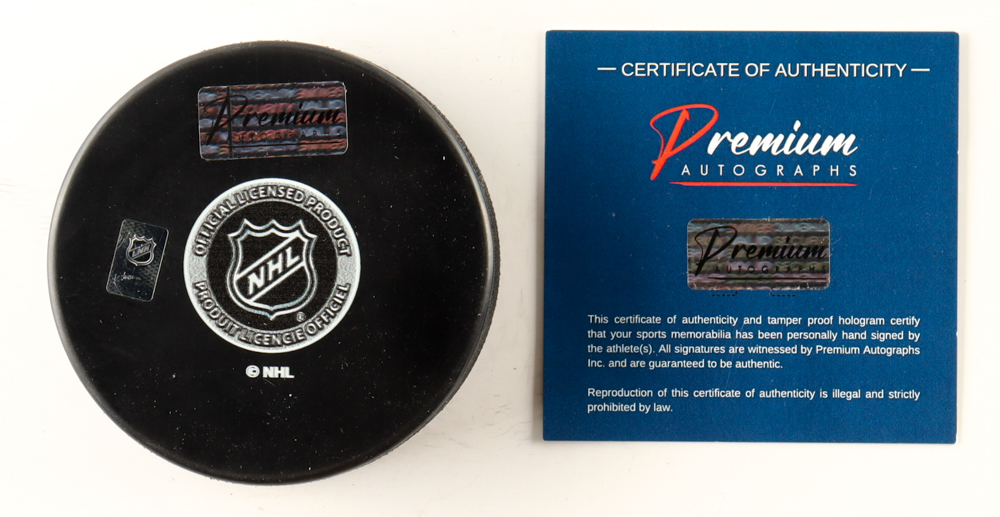 Premium
OFFICIAL LICENSED PRODUCT
NHL
PRODUIT LICENCIE OFFICIEL
®
© NHL
NHL
CERTIFICATE OF AUTHENTICITY
Premium
AUTOGRAPHS
Premium
AUTOGRAPHS
This certificate of authenticity and tamper proof hologram certify
that your sports memorabilia has been personally hand signed by
the athlete(s). All signatures are witnessed by Premium Autographs
Inc. and are guaranteed to be authentic.
Reproduction of this certificate of authenticity is illegal and strictly
prohibited by law.